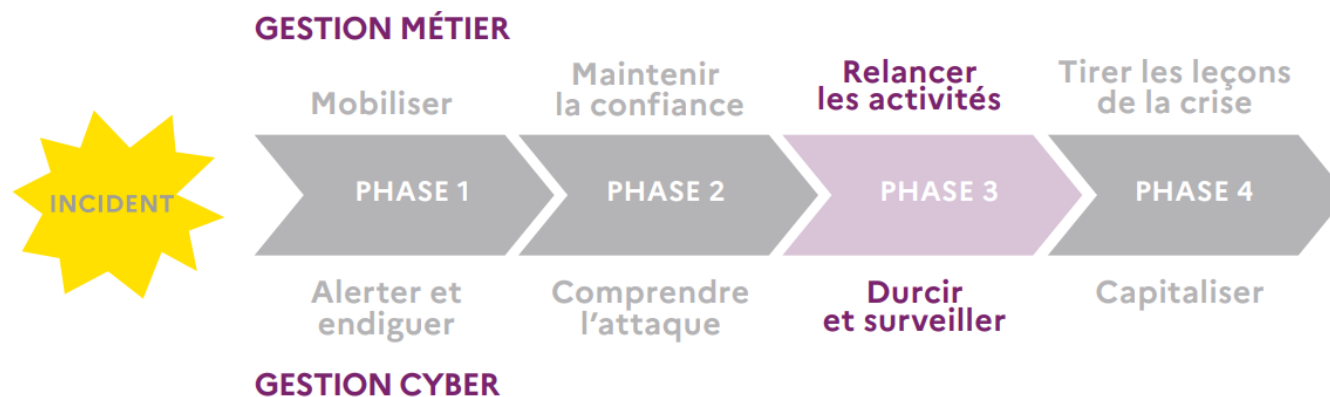 GESTION MÉTIER
Mobiliser
Maintenir
la confiance
Relancer
les activités
Tirer les leçons
de la crise
INCIDENT
PHASE 1
PHASE 2
PHASE 3
PHASE 4
Alerter et
endiguer
Comprendre
l’attaque
Durcir
et surveiller
Capitaliser
GESTION CYBER